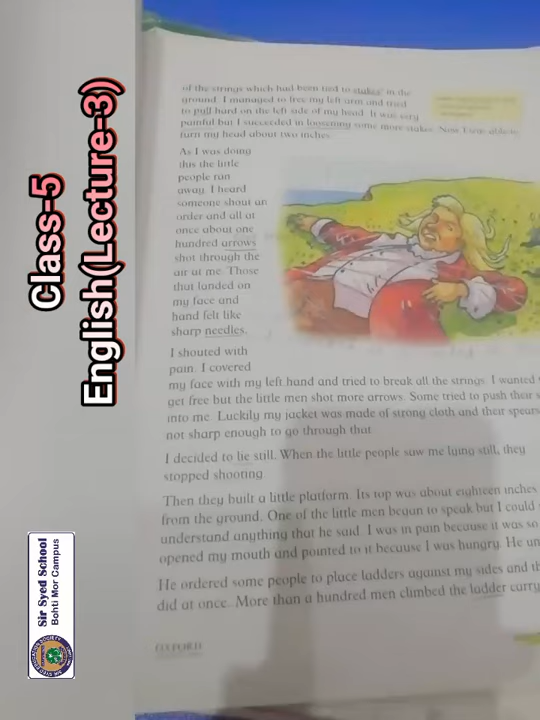 Class-5
English(Lecture-3)
Sir Syed School
Bohti Mor Campus
of the strings which had been tied to stakes in the
ground. I managed to free my left arm and tried
to pull hard on the left side of my head. It was very
painful but I succeeded in loosening some more stakes. Now I was able to
turn my head about two inches.
As I was doing
this the little
people ran
away. I heard
someone shout an
order and all at
once about one
hundred arrows
shot through the
air at me. Those
that landed on
my face and
hand felt like
sharp needles.
I shouted with
pain. I covered
my face with my left hand and tried to break all the strings. I wanted
get free but the little men shot more arrows. Some tried to push their
into me. Luckily my jacket was made of strong cloth and their spears
not sharp enough to go through that.
I decided to lie still. When the little people saw me lying still, they
stopped shooting.
Then they built a little platform. Its top was about eighteen inches
from the ground. One of the little men began to speak but I could
understand anything that he said. I was in pain because it was so
opened my mouth and pointed to it because I was hungry. He un
He ordered some people to place ladders against my sides and th
did at once. More than a hundred men climbed the ladder carry
OXFORD